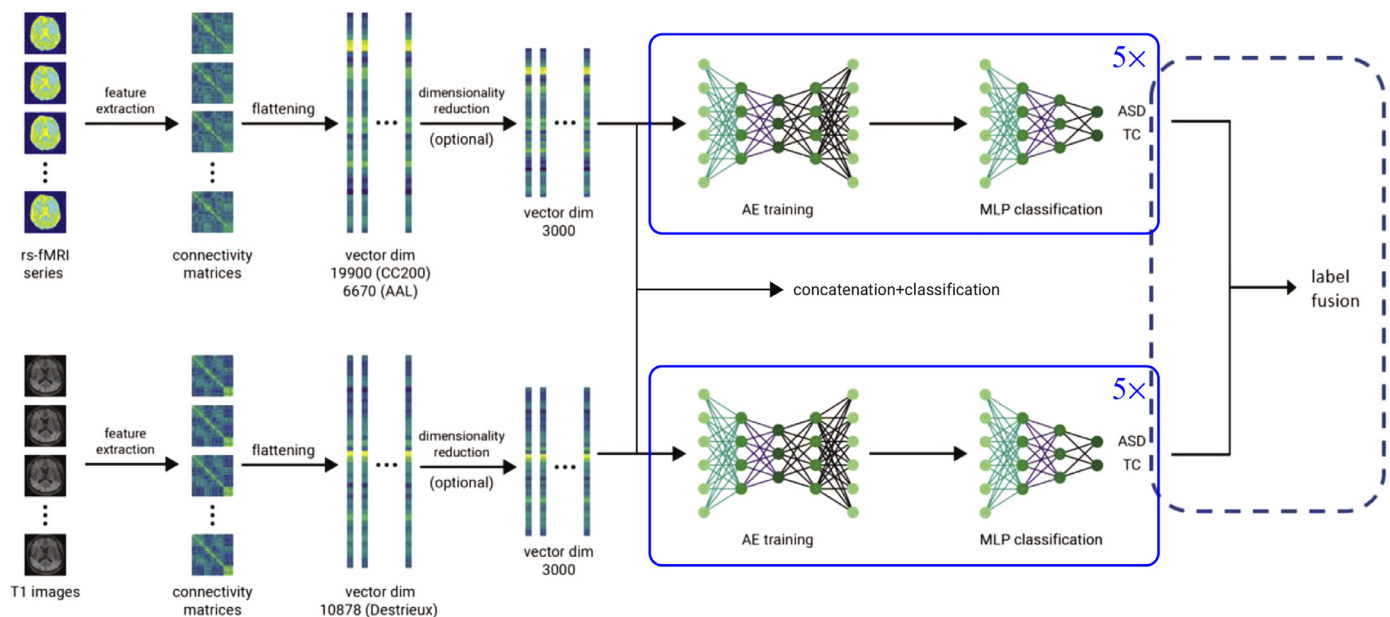 feature
extraction
flattening
dimensionality
reduction
(optional)
rs-fMRI
series
connectivity
matrices
vector dim
19900 (CC200)
6670 (AAL)
vector dim
3000
5×
AE training
MLP classification
ASD
TC
concatenation+classification
label
fusion
feature
extraction
flattening
dimensionality
reduction
(optional)
T1 images
connectivity
matrices
vector dim
10878 (Destrieux)
vector dim
3000
5×
AE training
MLP classification
ASD
TC